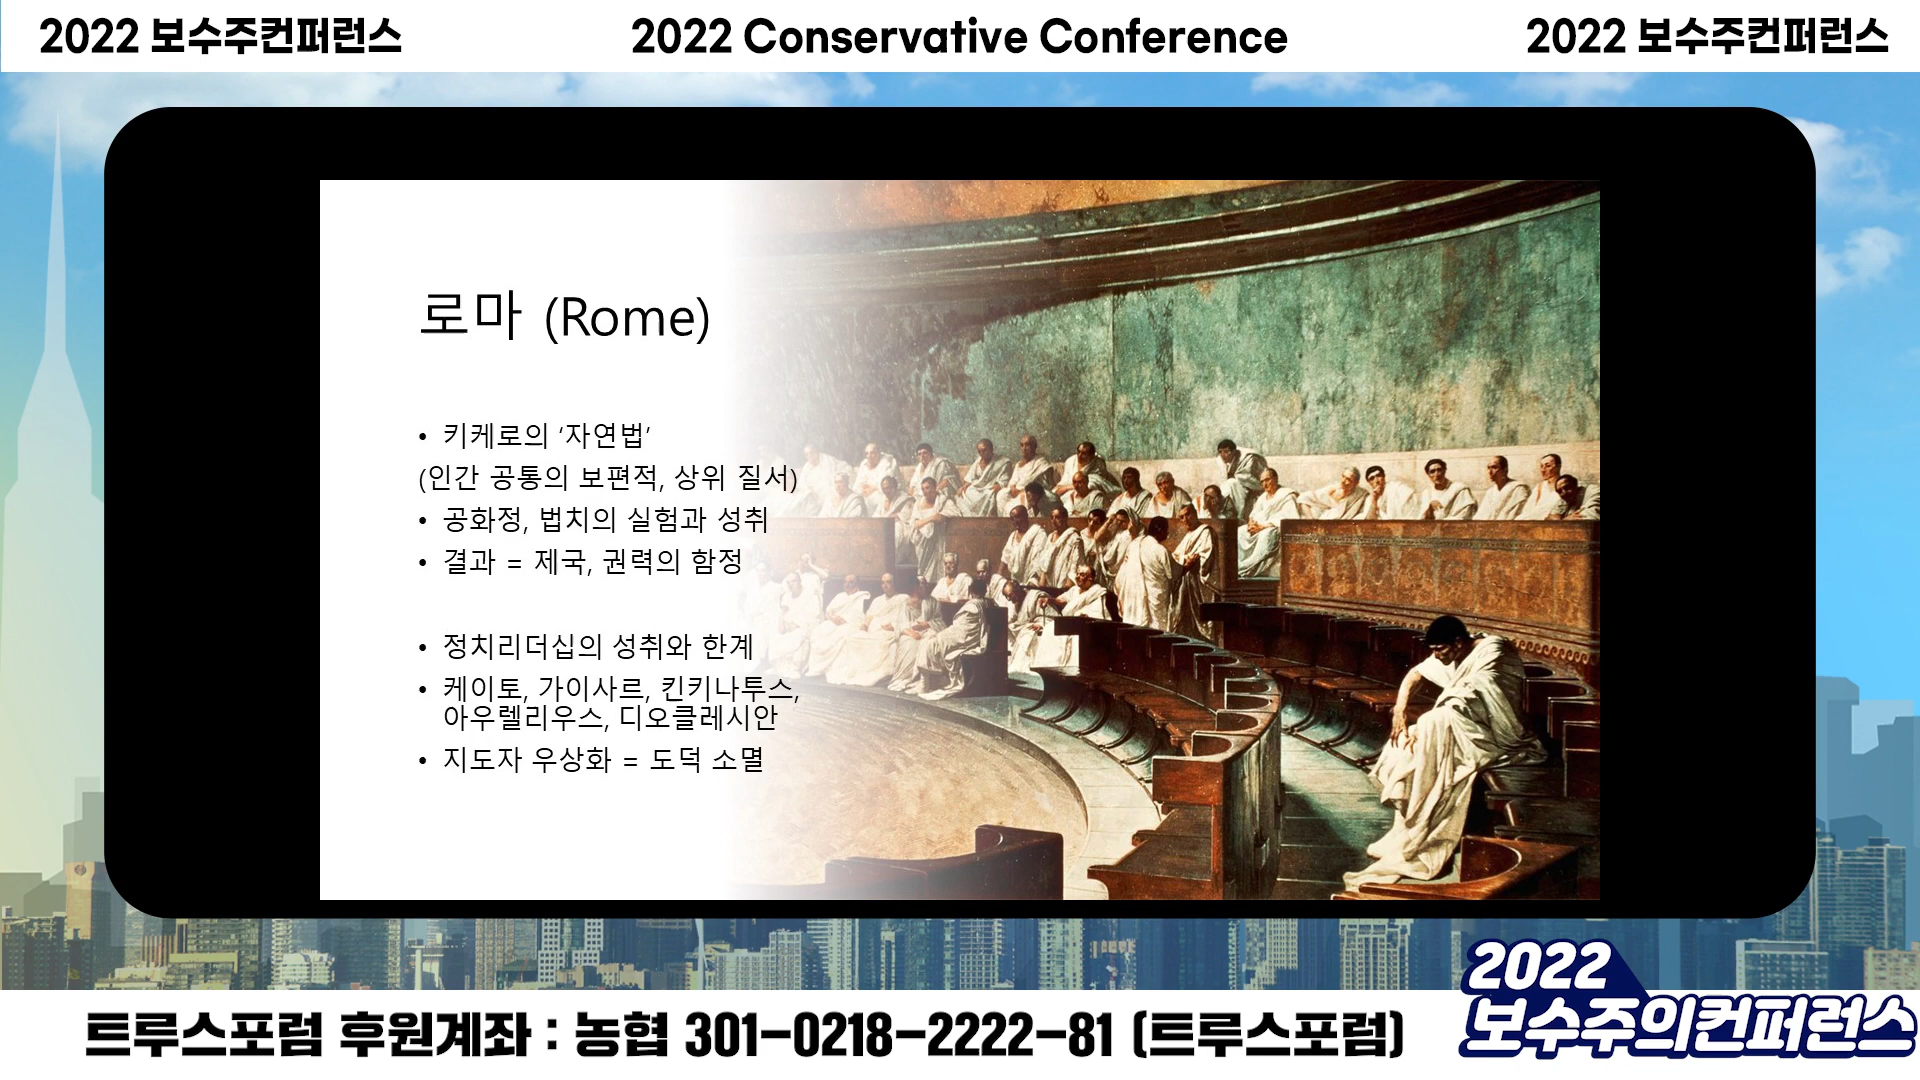 2022 보수주컨퍼런스
2022 Conservative Conference
2022 보수주컨퍼런스
로마 (Rome)
• 키케로의 ‘자연법’
(인간 공통의 보편적, 상위 질서)
• 공화정, 법치의 실험과 성취
• 결과 = 제국, 권력의 함정
• 정치리더십의 성취와 한계
• 케이토, 가이사르, 킨키나투스,
아우렐리우스, 디오클레시안
• 지도자 우상화 = 도덕 소멸
트루스포럼 후원계좌 : 농협 301-0218-2222-81 (트루스포럼)
2022
보수주의컨퍼런스